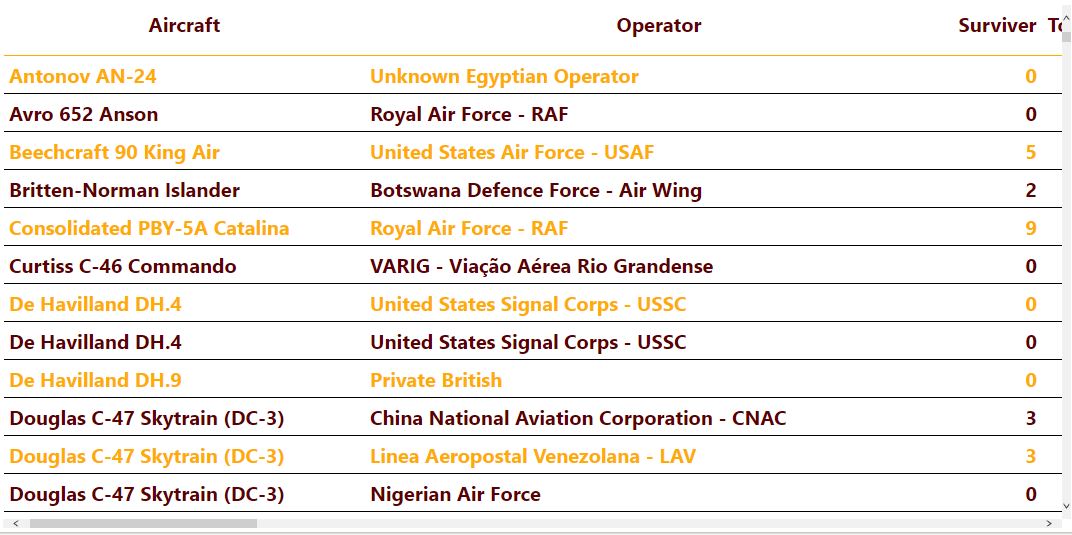 Aircraft Operator Surviver To
Antonov AN-24 Unknown Egyptian Operator 0
Avro 652 Anson Royal Air Force - RAF 0
Beechcraft 90 King Air United States Air Force - USAF 5
Britten-Norman Islander Botswana Defence Force - Air Wing 2
Consolidated PBY-5A Catalina Royal Air Force - RAF 9
Curtiss C-46 Commando VARIG - Viação Aérea Rio Grandense 0
De Havilland DH.4 United States Signal Corps - USSC 0
De Havilland DH.4 United States Signal Corps - USSC 0
De Havilland DH.9 Private British 0
Douglas C-47 Skytrain (DC-3) China National Aviation Corporation - CNAC 3
Douglas C-47 Skytrain (DC-3) Linea Aeropostal Venezolana - LAV 3
Douglas C-47 Skytrain (DC-3) Nigerian Air Force 0